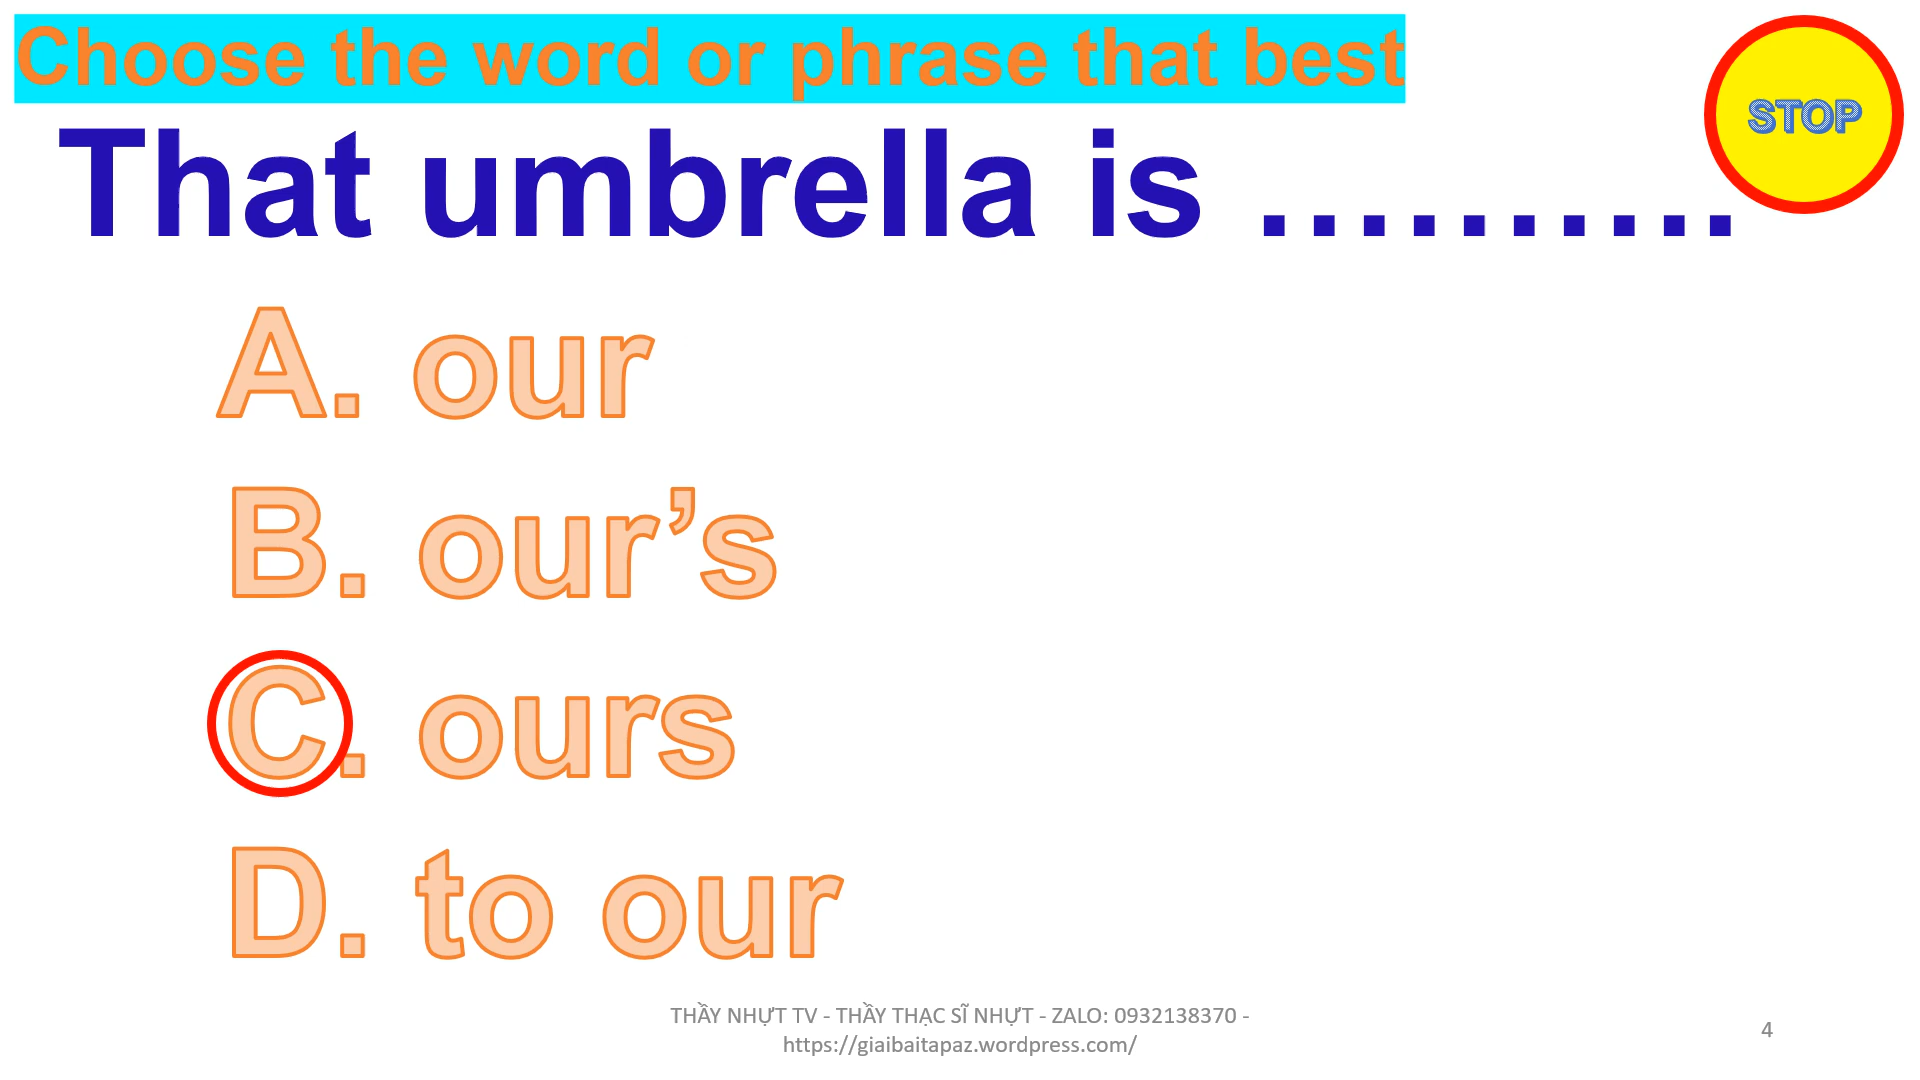 Choose the word or phrase that best
STOP
That umbrella is ..........
A. our
B. our’s
C. ours
D. to our
THẦY NHỰT TV - THẦY THẠC SĨ NHỰT - ZALO: 0932138370 -
https://giaibaitapaz.wordpress.com/
4